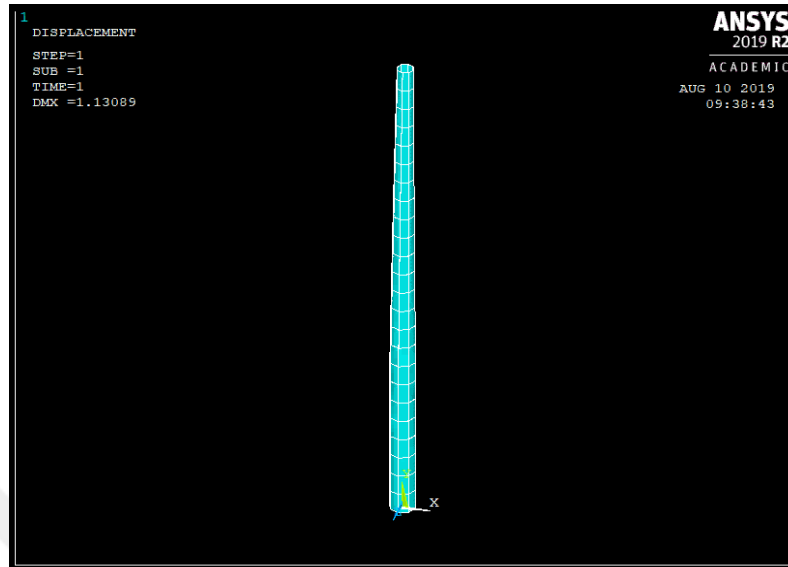 1
DISPLACEMENT
STEP=1
SUB =1
TIME=1
DMX =1.13089
ANSYS
2019 R2
ACADEMIC
AUG 10 2019
09:38:43
X